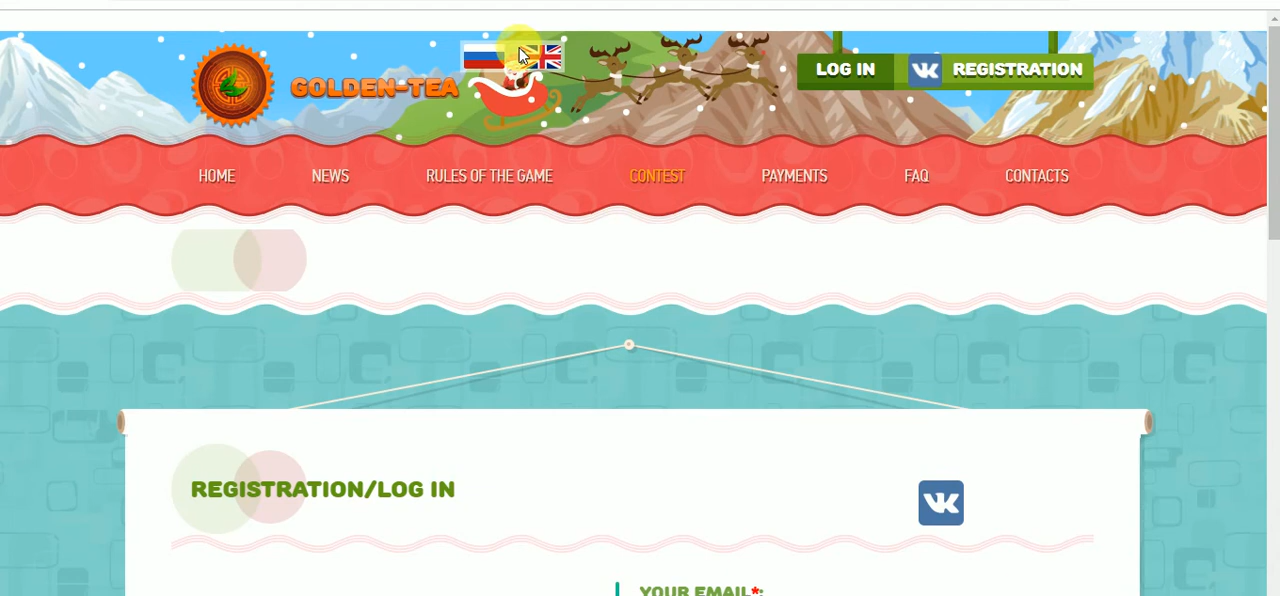 GOLDEN-TEA
LOG IN
REGISTRATION
HOME
NEWS
RULES OF THE GAME
CONTEST
PAYMENTS
FAQ
CONTACTS
REGISTRATION/LOG IN
YOUR EMAIL*: